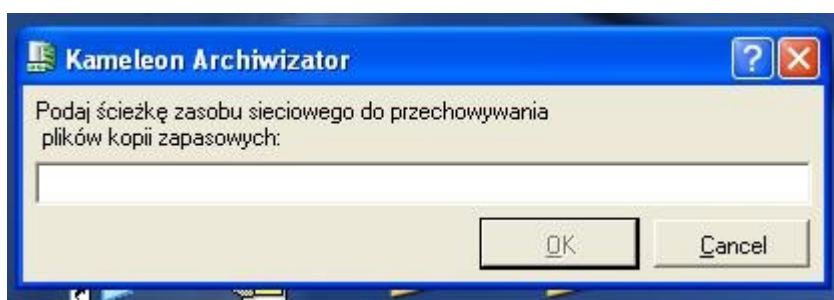 Kameleon Archiwizator
Podaj ścieżkę zasobu sieciowego do przechowywania
plików kopii zapasowych:
OK
Cancel